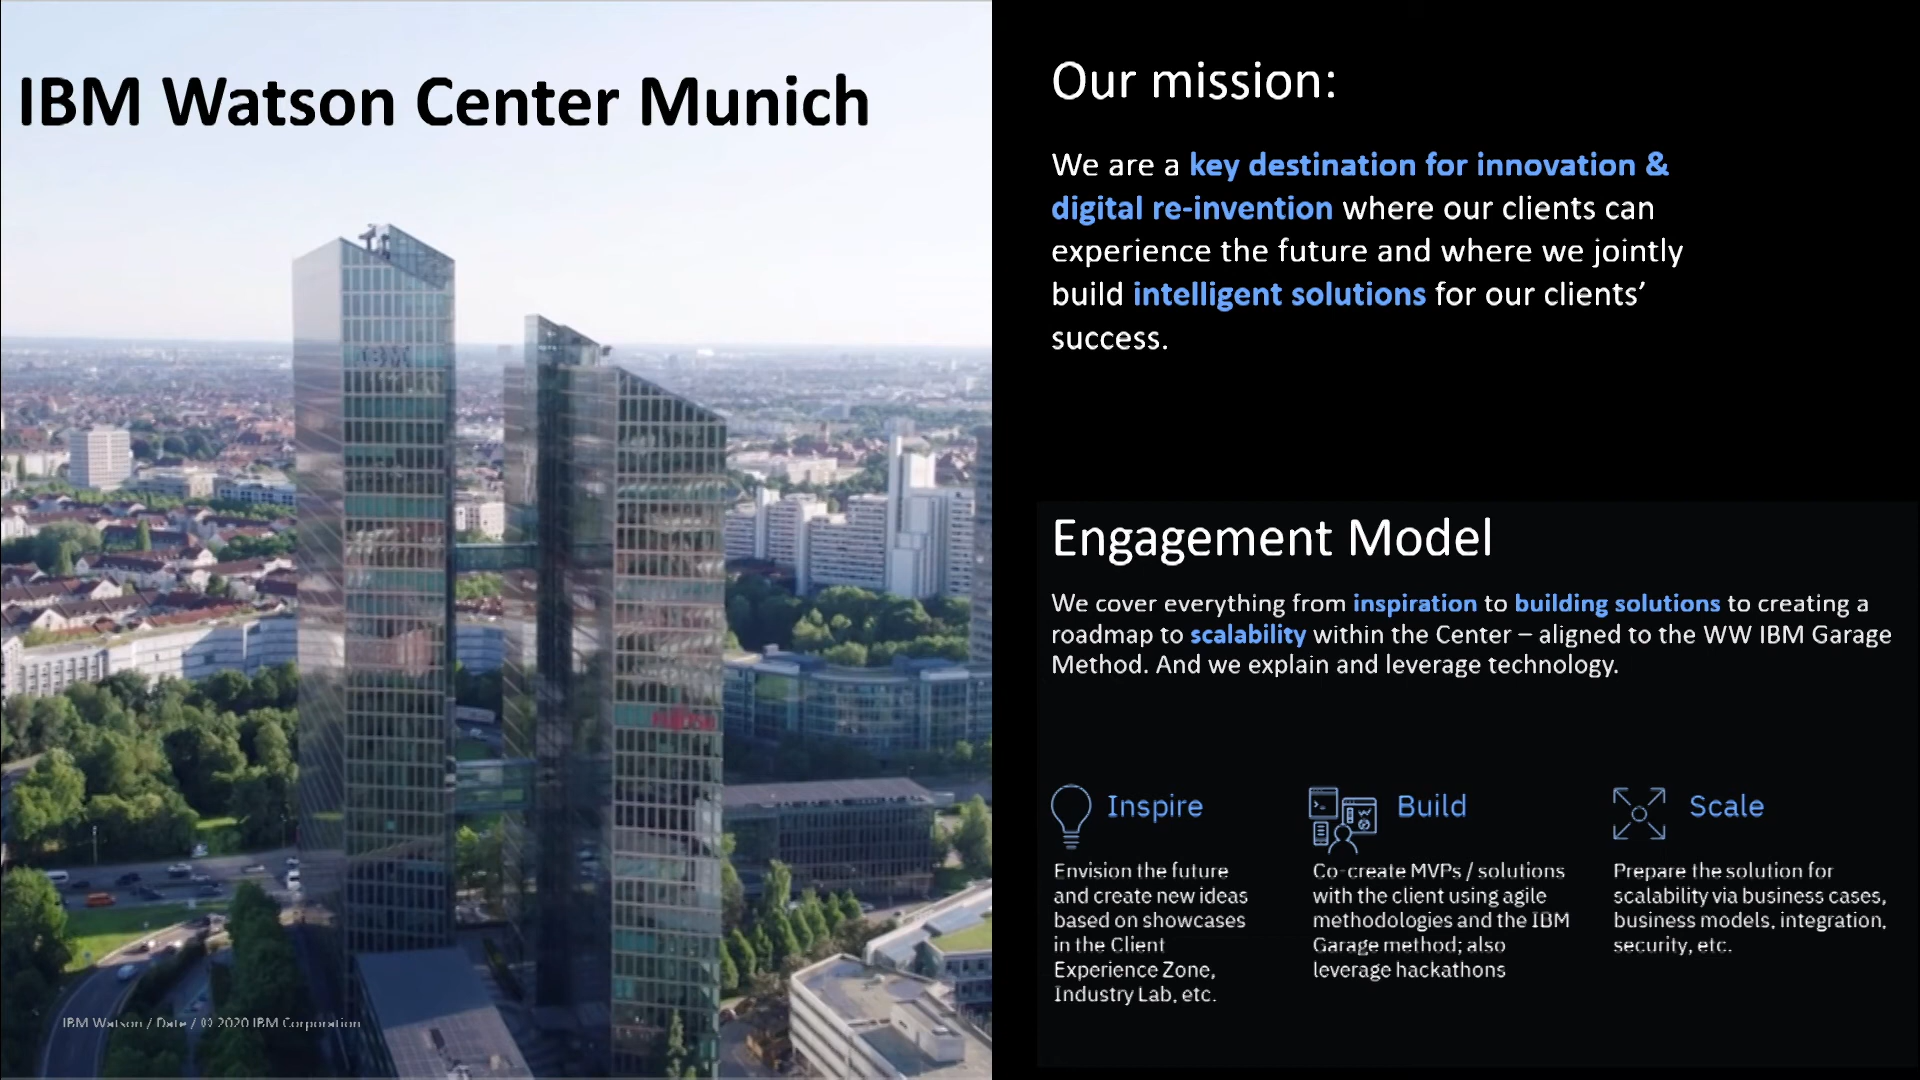 IBM Watson Center Munich
IBM
FUJITSU
IBM Watson / Date / © 2020 IBM Corporation
Our mission:
We are a key destination for innovation &
digital re-invention where our clients can
experience the future and where we jointly
build intelligent solutions for our clients’
success.
Engagement Model
We cover everything from inspiration to building solutions to creating a
roadmap to scalability within the Center – aligned to the WW IBM Garage
Method. And we explain and leverage technology.
Inspire
Envision the future
and create new ideas
based on showcases
in the Client
Experience Zone,
Industry Lab, etc.
Build
Co-create MVPs / solutions
with the client using agile
methodologies and the IBM
Garage method; also
leverage hackathons
Scale
Prepare the solution for
scalability via business cases,
business models, integration,
security, etc.